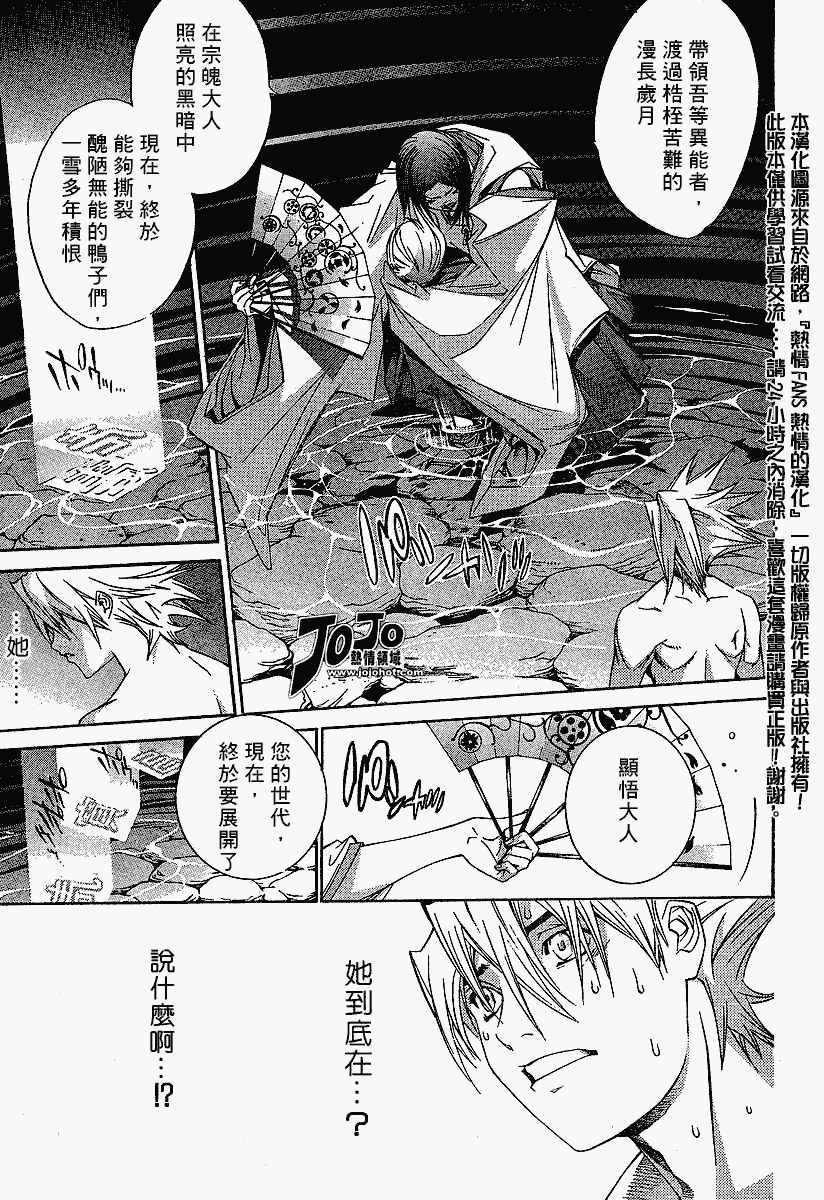 帶領吾等異能者，
渡過梏桎苦難的
漫長歲月
在宗魄大人
照亮的黑暗中
現在，終於
能夠撕裂
醜陋無能的鴨子們，
一雪多年積恨
…她……
顯悟大人
您的世代，
現在，
終於要展開了
她到底在…？
說什麼啊…!?
JOJO
熱情領域
www.jojohot.com
本漢化圖源來自於網路，『熱情FANS 熱情的漢化』 一切版權歸原作者與出版社擁有！
此版本僅供學習試看交流……請24小時之內消除，喜歡這套漫畫請購買正版！謝謝。